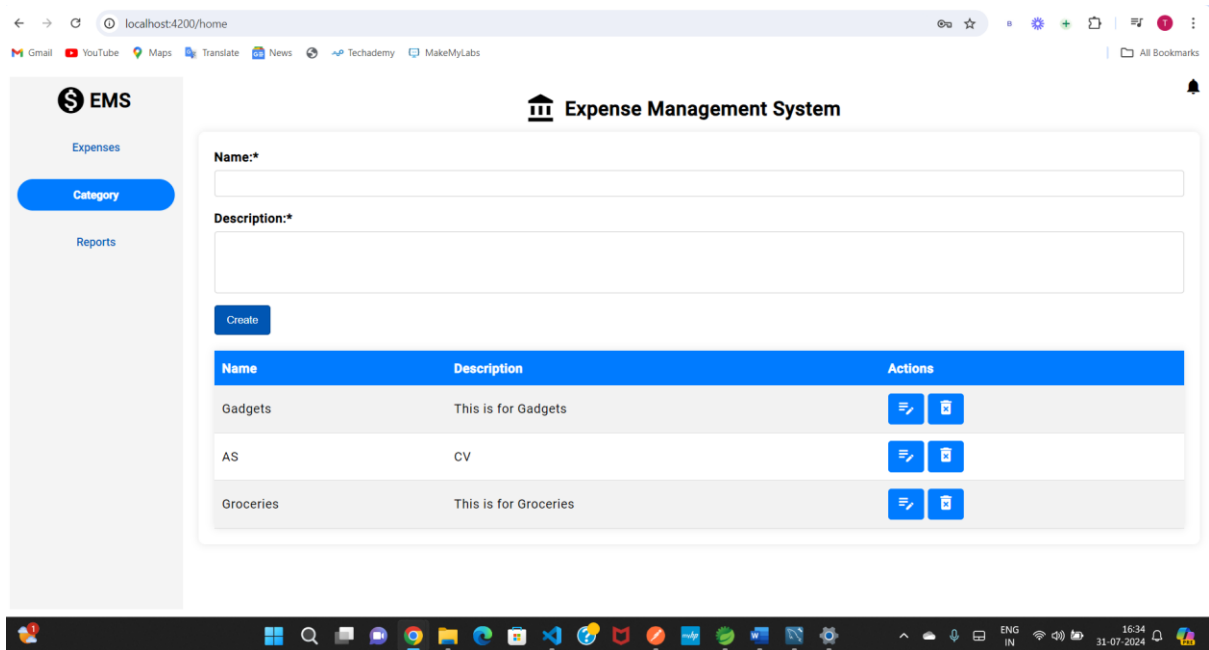 localhost:4200/home
B
T
Gmail YouTube Maps Translate News Techademy MakeMyLabs All Bookmarks
EMS
Expense Management System
Expenses
Category
Reports
Name:*
Description:*
Create
Name Description Actions
Gadgets This is for Gadgets
AS CV
Groceries This is for Groceries
1
ENG 16:34
IN 31-07-2024